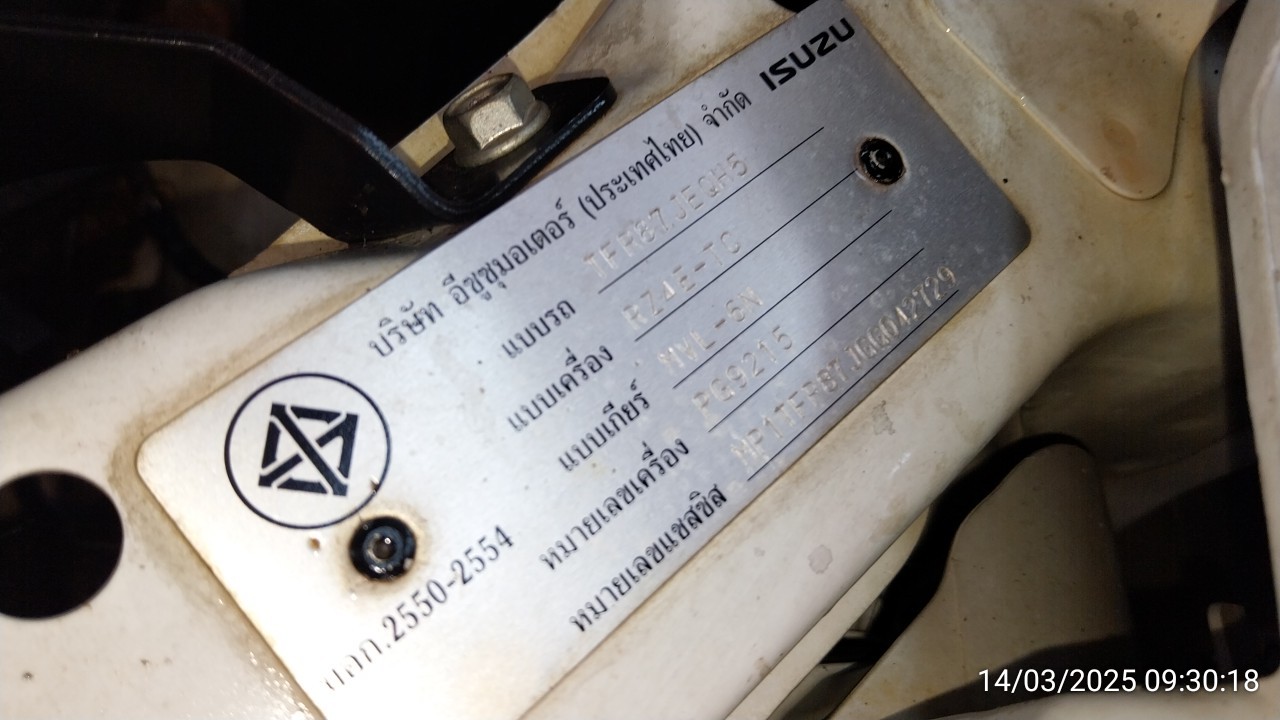 บริษัท อีซูซุมอเตอร์ (ประเทศไทย) จำกัด ISUZU
แบบรถ TFR87JEQH5
แบบเครื่อง RZ4E-TC
แบบเกียร์ MVL-6N
หมายเลขเครื่อง PG9215
หมายเลขแชสซิส MP1TFR87JGG042729
มอก.2550-2554
14/03/2025 09:30:18